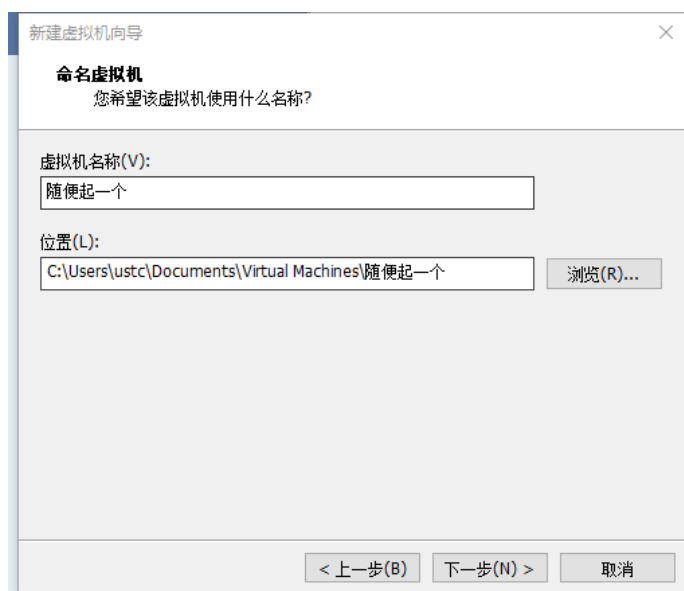 新建虚拟机向导
命名虚拟机
您希望该虚拟机使用什么名称?
虚拟机名称(V):
随便起一个
位置(L):
C:\Users\ustc\Documents\Virtual Machines\随便起一个
浏览(R)...
< 上一步(B)
下一步(N) >
取消